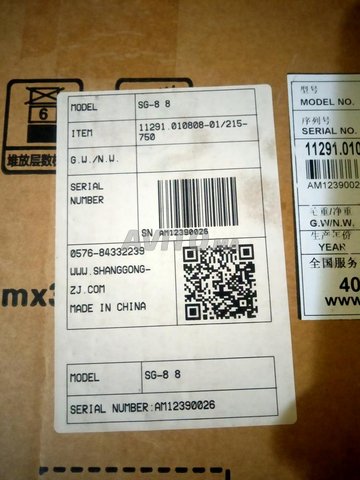 6
堆放层数极
mx3
MODEL SG-8 8
ITEM 11291.010808-01/215-
750
G.W./N.W.
SERIAL
NUMBER
SN AM12390026
0576-84332239
WWW.SHANGGONG-
ZJ.COM
MADE IN CHINA
MODEL SG-8 8
SERIAL NUMBER:AM12390026
型号
MODEL NO.
序列号
SERIAL NO.
11291.010
AM1239002
毛重/净重
G.W/N.W.
生产年份
YEAR
全国服务
40